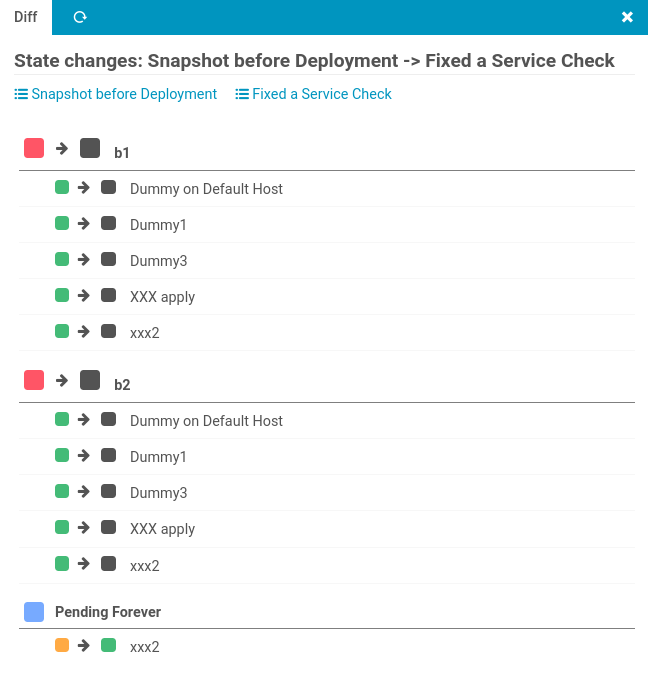 Diff
State changes: Snapshot before Deployment -> Fixed a Service Check
Snapshot before Deployment Fixed a Service Check
b1
Dummy on Default Host
Dummy1
Dummy3
XXX apply
xxx2
b2
Dummy on Default Host
Dummy1
Dummy3
XXX apply
xxx2
Pending Forever
xxx2